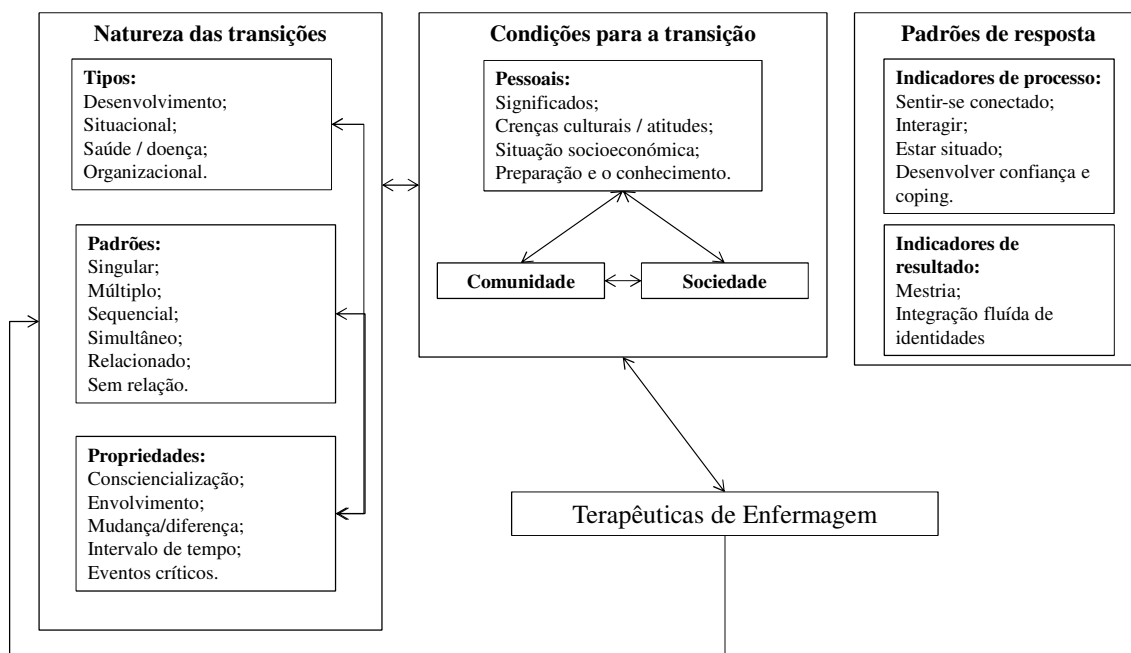 Natureza das transições
Tipos:
Desenvolvimento;
Situacional;
Saúde / doença;
Organizacional.
Padrões:
Singular;
Múltiplo;
Sequencial;
Simultâneo;
Relacionado;
Sem relação.
Propriedades:
Consciencialização;
Envolvimento;
Mudança/diferença;
Intervalo de tempo;
Eventos críticos.
Condições para a transição
Pessoais:
Significados;
Crenças culturais / atitudes;
Situação socioeconómica;
Preparação e o conhecimento.
Comunidade
Sociedade
Terapêuticas de Enfermagem
Padrões de resposta
Indicadores de processo:
Sentir-se conectado;
Interagir;
Estar situado;
Desenvolver confiança e
coping.
Indicadores de
resultado:
Mestria;
Integração fluída de
identidades